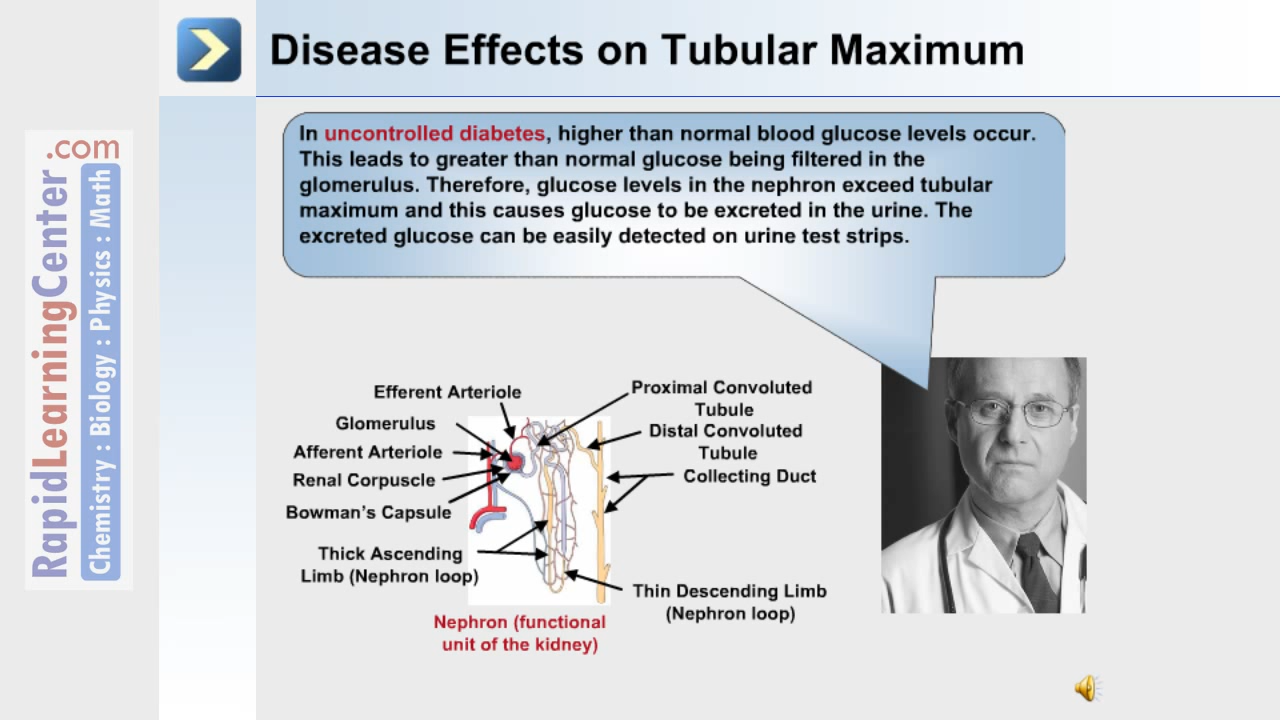 Disease Effects on Tubular Maximum
In uncontrolled diabetes, higher than normal blood glucose levels occur.
This leads to greater than normal glucose being filtered in the
glomerulus. Therefore, glucose levels in the nephron exceed tubular
maximum and this causes glucose to be excreted in the urine. The
excreted glucose can be easily detected on urine test strips.
RapidLearningCenter
.com
Chemistry : Biology : Physics : Math
Efferent Arteriole
Glomerulus
Afferent Arteriole
Renal Corpuscle
Bowman's Capsule
Thick Ascending
Limb (Nephron loop)
Proximal Convoluted
Tubule
Distal Convoluted
Tubule
Collecting Duct
Thin Descending Limb
(Nephron loop)
Nephron (functional
unit of the kidney)